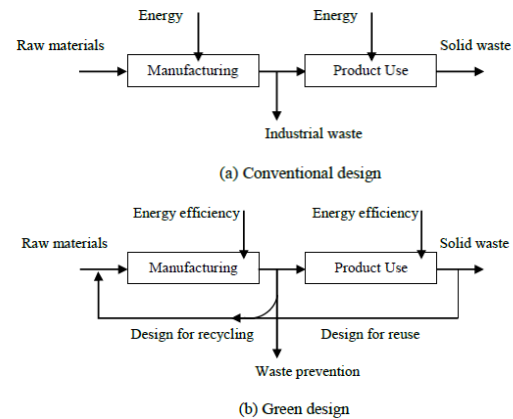 Energy Energy
Raw materials Solid waste
Manufacturing Product Use
Industrial waste
(a) Conventional design
Energy efficiency Energy efficiency
Raw materials Solid waste
Manufacturing Product Use
Design for recycling Design for reuse
Waste prevention
(b) Green design